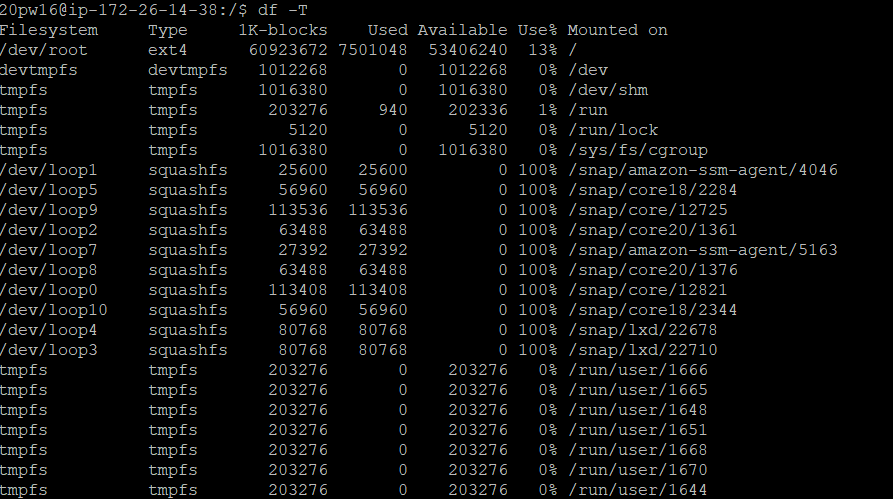 20pw16@ip-172-26-14-38:/$ df -T
Filesystem     Type     1K-blocks    Used Available Use% Mounted on
/dev/root      ext4      60923672 7501048  53406240  13% /
devtmpfs       devtmpfs   1012268       0   1012268   0% /dev
tmpfs          tmpfs      1016380       0   1016380   0% /dev/shm
tmpfs          tmpfs       203276     940    202336   1% /run
tmpfs          tmpfs         5120       0      5120   0% /run/lock
tmpfs          tmpfs      1016380       0   1016380   0% /sys/fs/cgroup
/dev/loop1     squashfs     25600   25600         0 100% /snap/amazon-ssm-agent/4046
/dev/loop5     squashfs     56960   56960         0 100% /snap/core18/2284
/dev/loop9     squashfs    113536  113536         0 100% /snap/core/12725
/dev/loop2     squashfs     63488   63488         0 100% /snap/core20/1361
/dev/loop7     squashfs     27392   27392         0 100% /snap/amazon-ssm-agent/5163
/dev/loop8     squashfs     63488   63488         0 100% /snap/core20/1376
/dev/loop0     squashfs    113408  113408         0 100% /snap/core/12821
/dev/loop10    squashfs     56960   56960         0 100% /snap/core18/2344
/dev/loop4     squashfs     80768   80768         0 100% /snap/lxd/22678
/dev/loop3     squashfs     80768   80768         0 100% /snap/lxd/22710
tmpfs          tmpfs       203276       0    203276   0% /run/user/1666
tmpfs          tmpfs       203276       0    203276   0% /run/user/1665
tmpfs          tmpfs       203276       0    203276   0% /run/user/1648
tmpfs          tmpfs       203276       0    203276   0% /run/user/1651
tmpfs          tmpfs       203276       0    203276   0% /run/user/1668
tmpfs          tmpfs       203276       0    203276   0% /run/user/1670
tmpfs          tmpfs       203276       0    203276   0% /run/user/1644